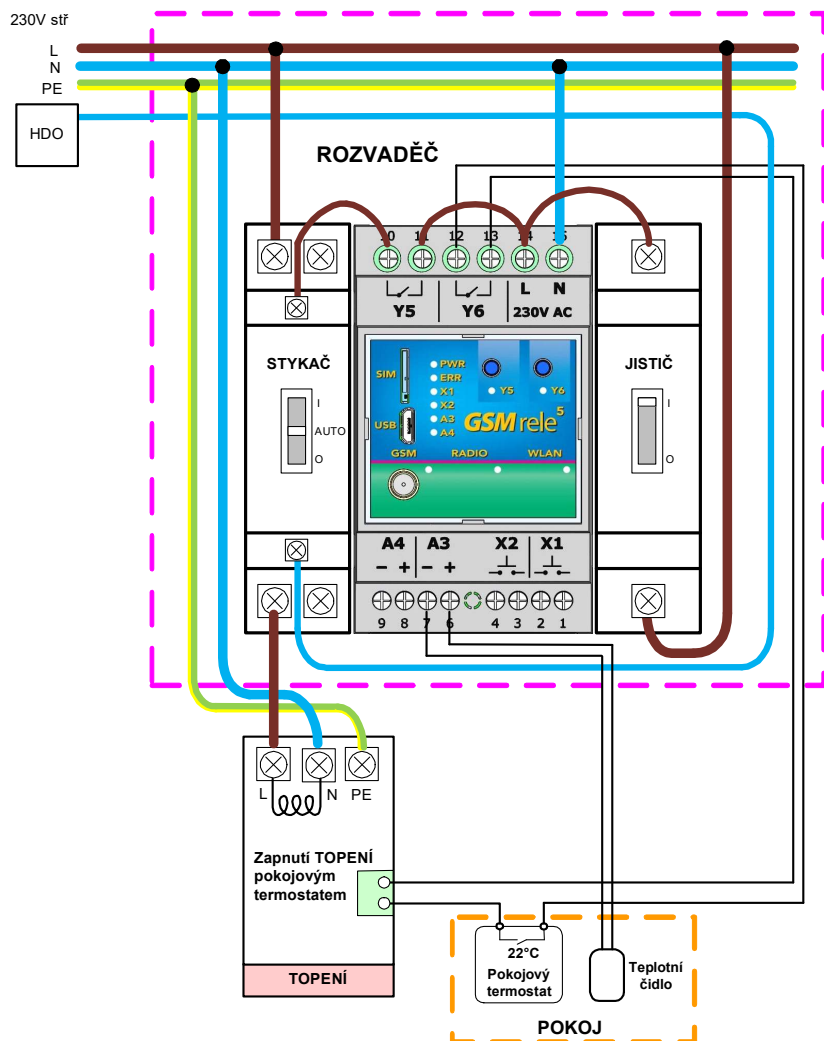 230V stř
L
N
PE
HDO
ROZVADĚČ
10 11 12 13 14 15
Y5 Y6 L N
230V AC
STYKAČ
I
AUTO
O
SIM
USB
PWR
ERR
X1
X2
A3
A4
Y5 Y6
GSM rele 5
GSM RADIO WLAN
JISTIČ
I
O
A4 A3 X2 X1
– + – +
9 8 7 6 4 3 2 1
L N PE
Zapnutí TOPENÍ
pokojovým
termostatem
TOPENÍ
22°C
Pokojový
termostat
Teplotní
čidlo
POKOJ